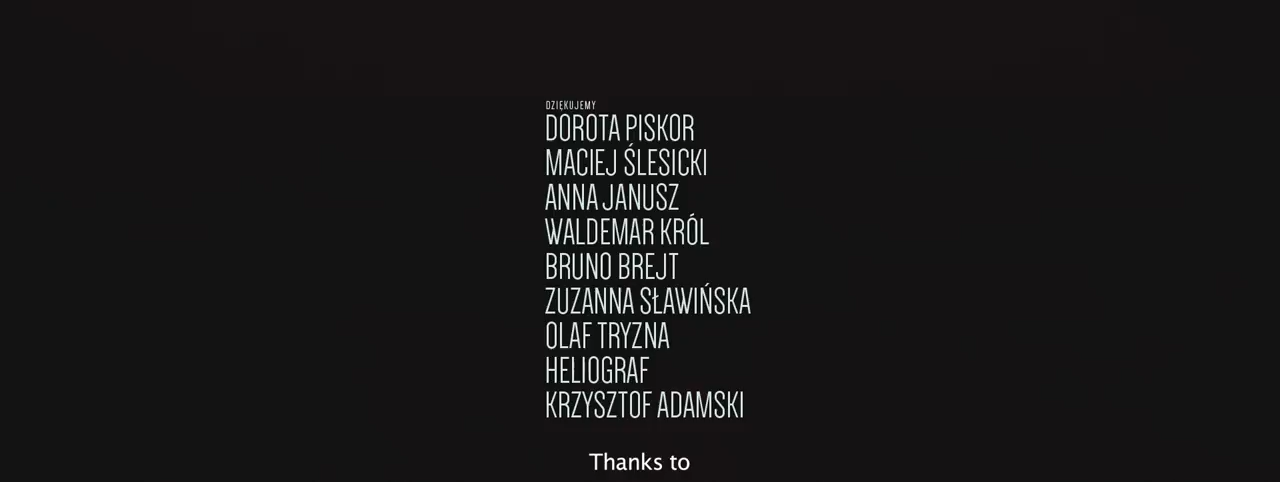 DZIĘKUJEMY
DOROTA PISKOR
MACIEJ ŚLESICKI
ANNA JANUSZ
WALDEMAR KRÓL
BRUNO BREJT
ZUZANNA SŁAWIŃSKA
OLAF TRYZNA
HELIOGRAF
KRZYSZTOF ADAMSKI
Thanks to